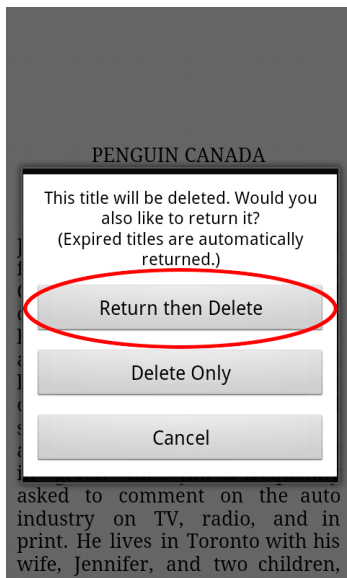 PENGUIN CANADA
This title will be deleted. Would you
also like to return it?
(Expired titles are automatically
returned.)
Return then Delete
Delete Only
Cancel
asked to comment on the auto
industry on TV, radio, and in
print. He lives in Toronto with his
wife, Jennifer, and two children,